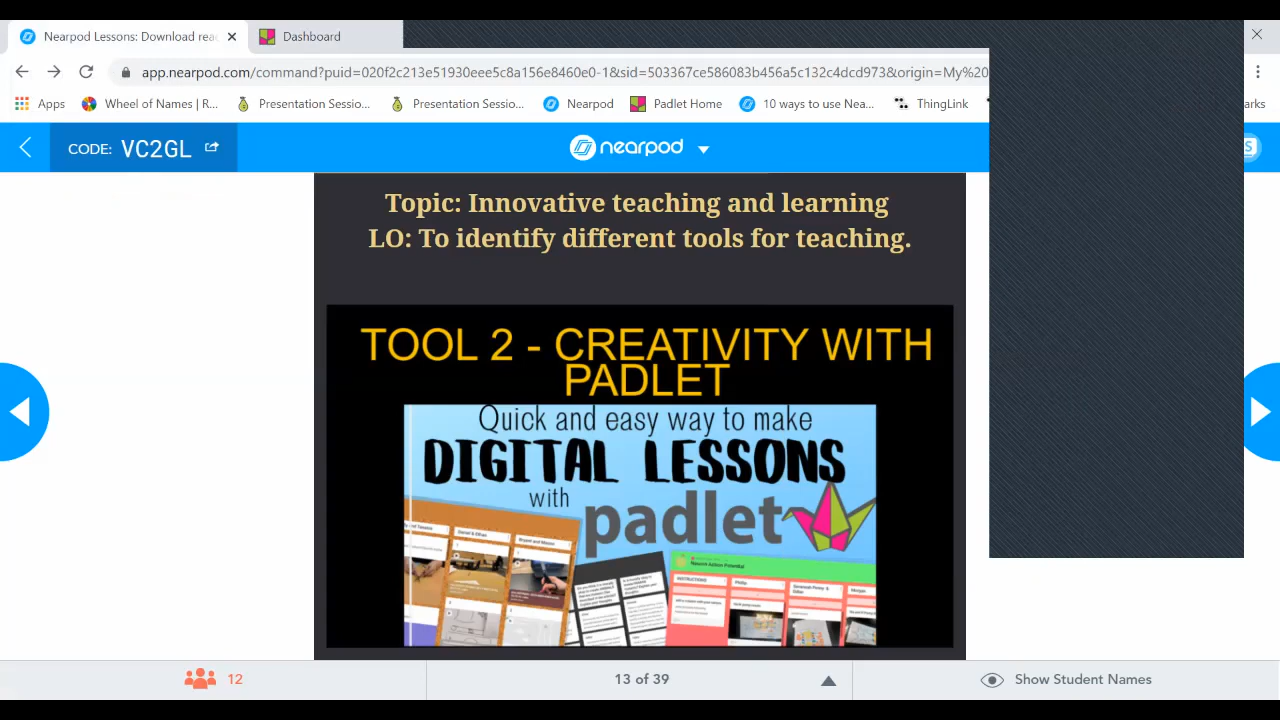 Nearpod Lessons: Download rea
Dashboard
app.nearpod.com/command?puid=020f2c213e51930eee5c8a156e8460e0-1&sid=503367ce586083b456a5c132c4dcd973&origin=My%20
Apps
Wheel of Names | R...
Presentation Sessio...
Presentation Sessio...
Nearpod
Padlet Home
10 ways to use Nea...
ThingLink
arks
CODE: VC2GL
nearpod
S
Topic: Innovative teaching and learning
LO: To identify different tools for teaching.
TOOL 2 - CREATIVITY WITH
PADLET
Quick and easy way to make
DIGITAL LESSONS
with
padlet
INSTRUCTIONS
12
13 of 39
Show Student Names